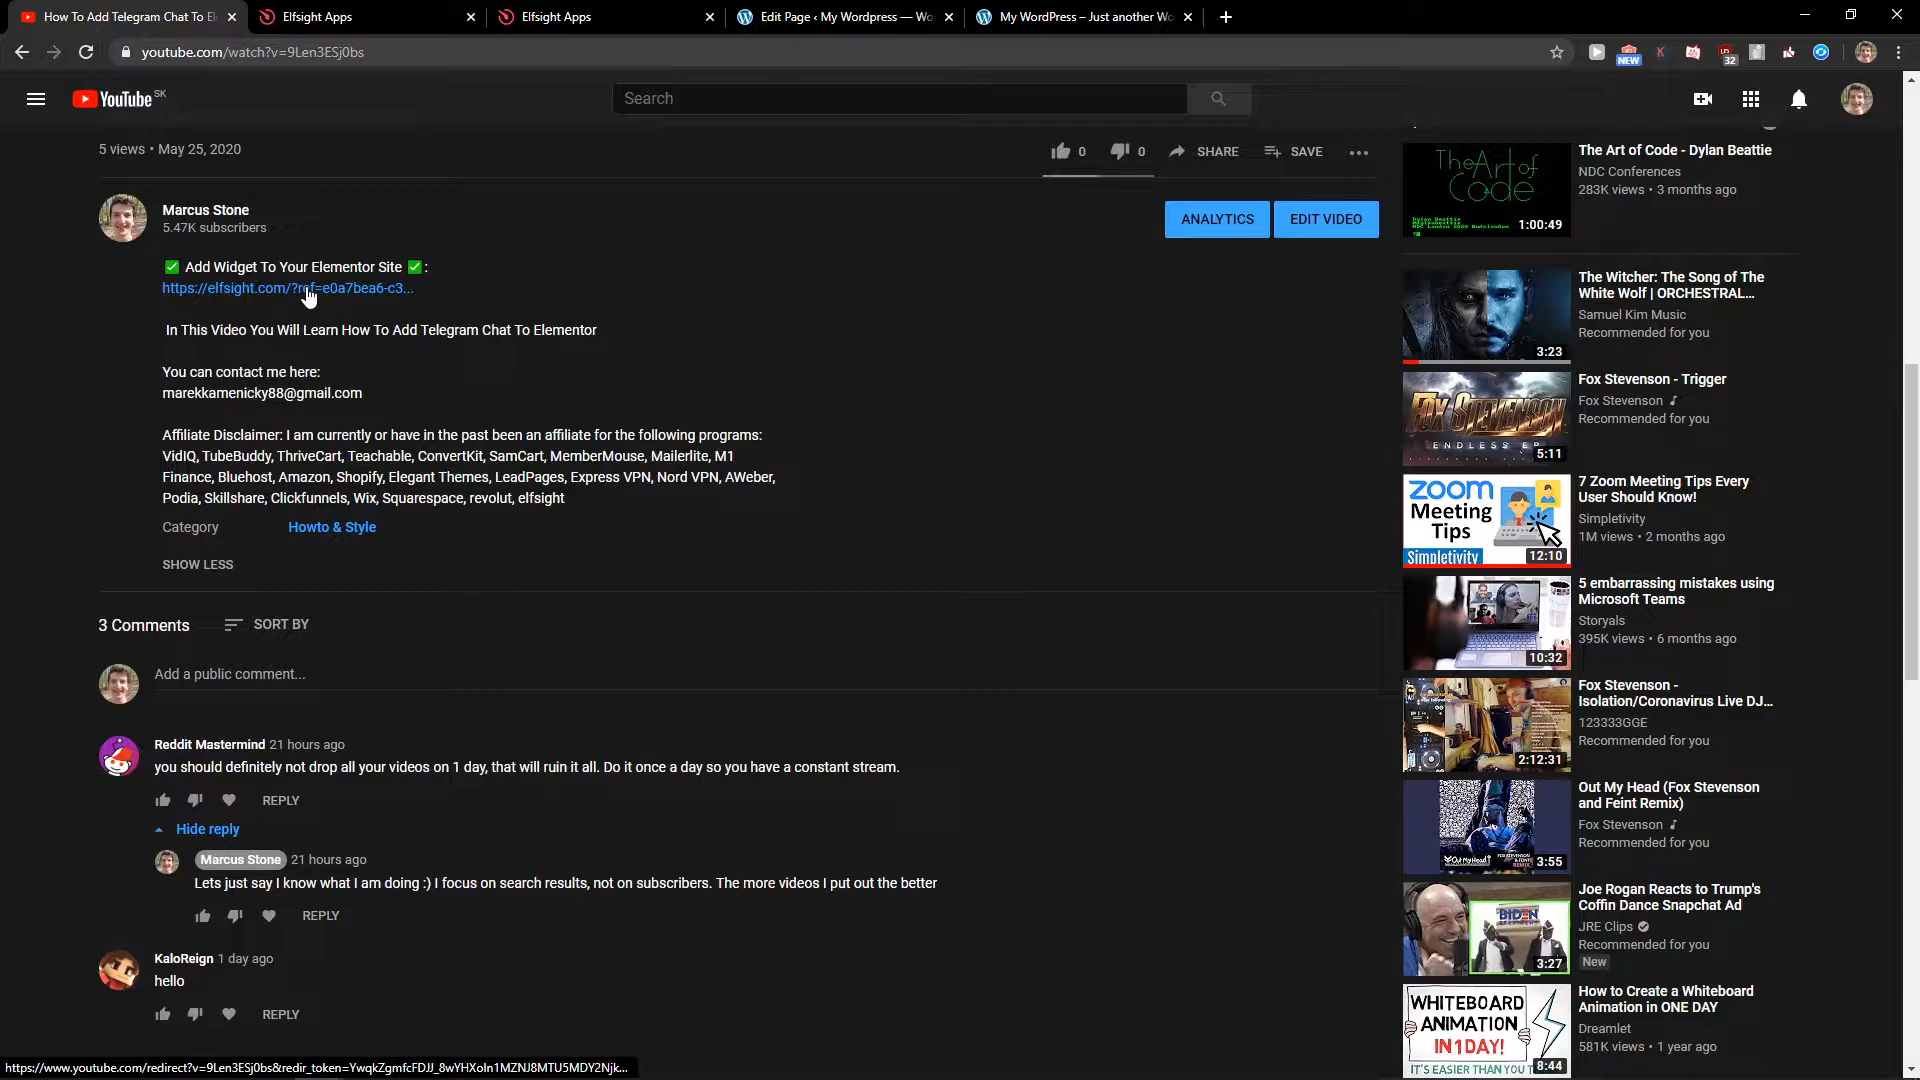 How To Add Telegram Chat To El
Elfsight Apps
Elfsight Apps
Edit Page ‹ My Wordpress — Wo
My WordPress – Just another Wo
youtube.com/watch?v=9Len3ESj0bs
NEW
32
YouTube SK
Search
5 views • May 25, 2020
0
0
SHARE
SAVE
Marcus Stone
5.47K subscribers
ANALYTICS
EDIT VIDEO
✅ Add Widget To Your Elementor Site ✅:
https://elfsight.com/?ref=e0a7bea6-c3...
In This Video You Will Learn How To Add Telegram Chat To Elementor
You can contact me here:
marekkamenicky88@gmail.com
Affiliate Disclaimer: I am currently or have in the past been an affiliate for the following programs:
VidIQ, TubeBuddy, ThriveCart, Teachable, ConvertKit, SamCart, MemberMouse, Mailerlite, M1
Finance, Bluehost, Amazon, Shopify, Elegant Themes, LeadPages, Express VPN, Nord VPN, AWeber,
Podia, Skillshare, Clickfunnels, Wix, Squarespace, revolut, elfsight
Category
Howto & Style
SHOW LESS
3 Comments
SORT BY
Add a public comment...
Reddit Mastermind 21 hours ago
you should definitely not drop all your videos on 1 day, that will ruin it all. Do it once a day so you have a constant stream.
REPLY
Hide reply
Marcus Stone 21 hours ago
Lets just say I know what I am doing :) I focus on search results, not on subscribers. The more videos I put out the better
REPLY
KaloReign 1 day ago
hello
REPLY
The Art of Code
1:00:49
The Art of Code - Dylan Beattie
NDC Conferences
283K views • 3 months ago
3:23
The Witcher: The Song of The
White Wolf | ORCHESTRAL...
Samuel Kim Music
Recommended for you
FOX STEVENSON
ENDLESS EP
5:11
Fox Stevenson - Trigger
Fox Stevenson
Recommended for you
zoom
Meeting
Tips
Simpletivity
12:10
7 Zoom Meeting Tips Every
User Should Know!
Simpletivity
1M views • 2 months ago
10:32
5 embarrassing mistakes using
Microsoft Teams
Storyals
395K views • 6 months ago
2:12:31
Fox Stevenson -
Isolation/Coronavirus Live DJ...
123333GGE
Recommended for you
Out My Head
3:55
Out My Head (Fox Stevenson
and Feint Remix)
Fox Stevenson
Recommended for you
BIDEN
3:27
Joe Rogan Reacts to Trump's
Coffin Dance Snapchat Ad
JRE Clips
Recommended for you
New
WHITEBOARD
ANIMATION
IN 1 DAY!
IT'S EASIER THAN YOU T
8:44
How to Create a Whiteboard
Animation in ONE DAY
Dreamlet
581K views • 1 year ago
https://www.youtube.com/redirect?v=9Len3ESj0bs&redir_token=YwqkZgmfcFDJJ_8wYHXoIn1MZNJ8MTU5MDY2Njk...